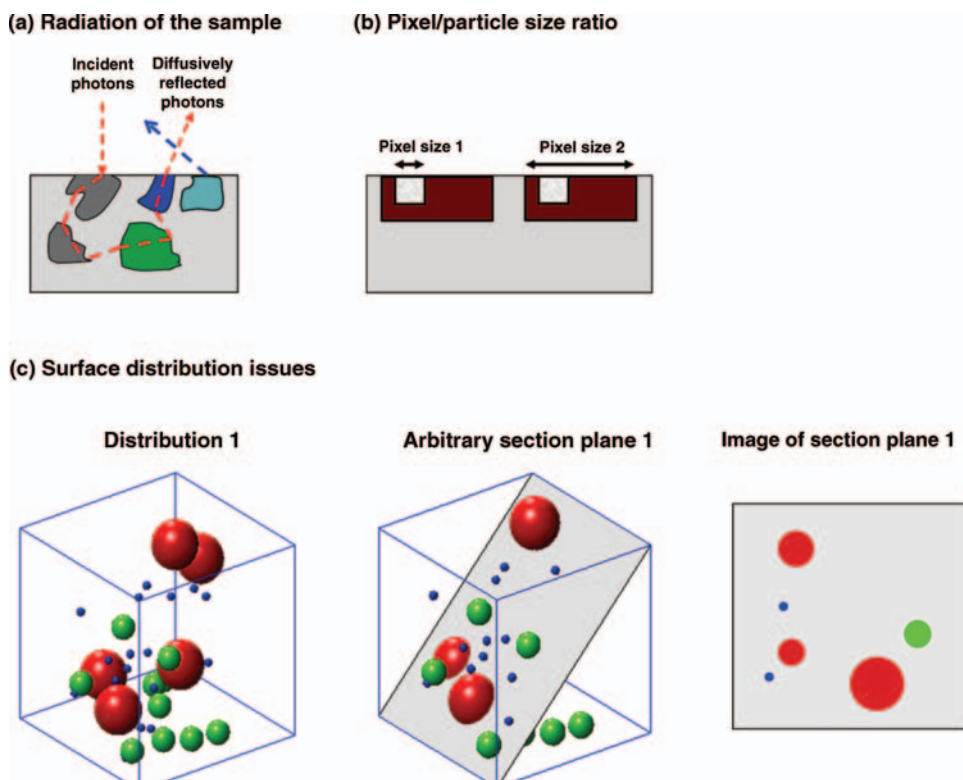 (a) Radiation of the sample
(b) Pixel/particle size ratio
Incident
photons
Diffusively
reflected
photons
Pixel size 1
Pixel size 2
(c) Surface distribution issues
Distribution 1
Arbitrary section plane 1
Image of section plane 1